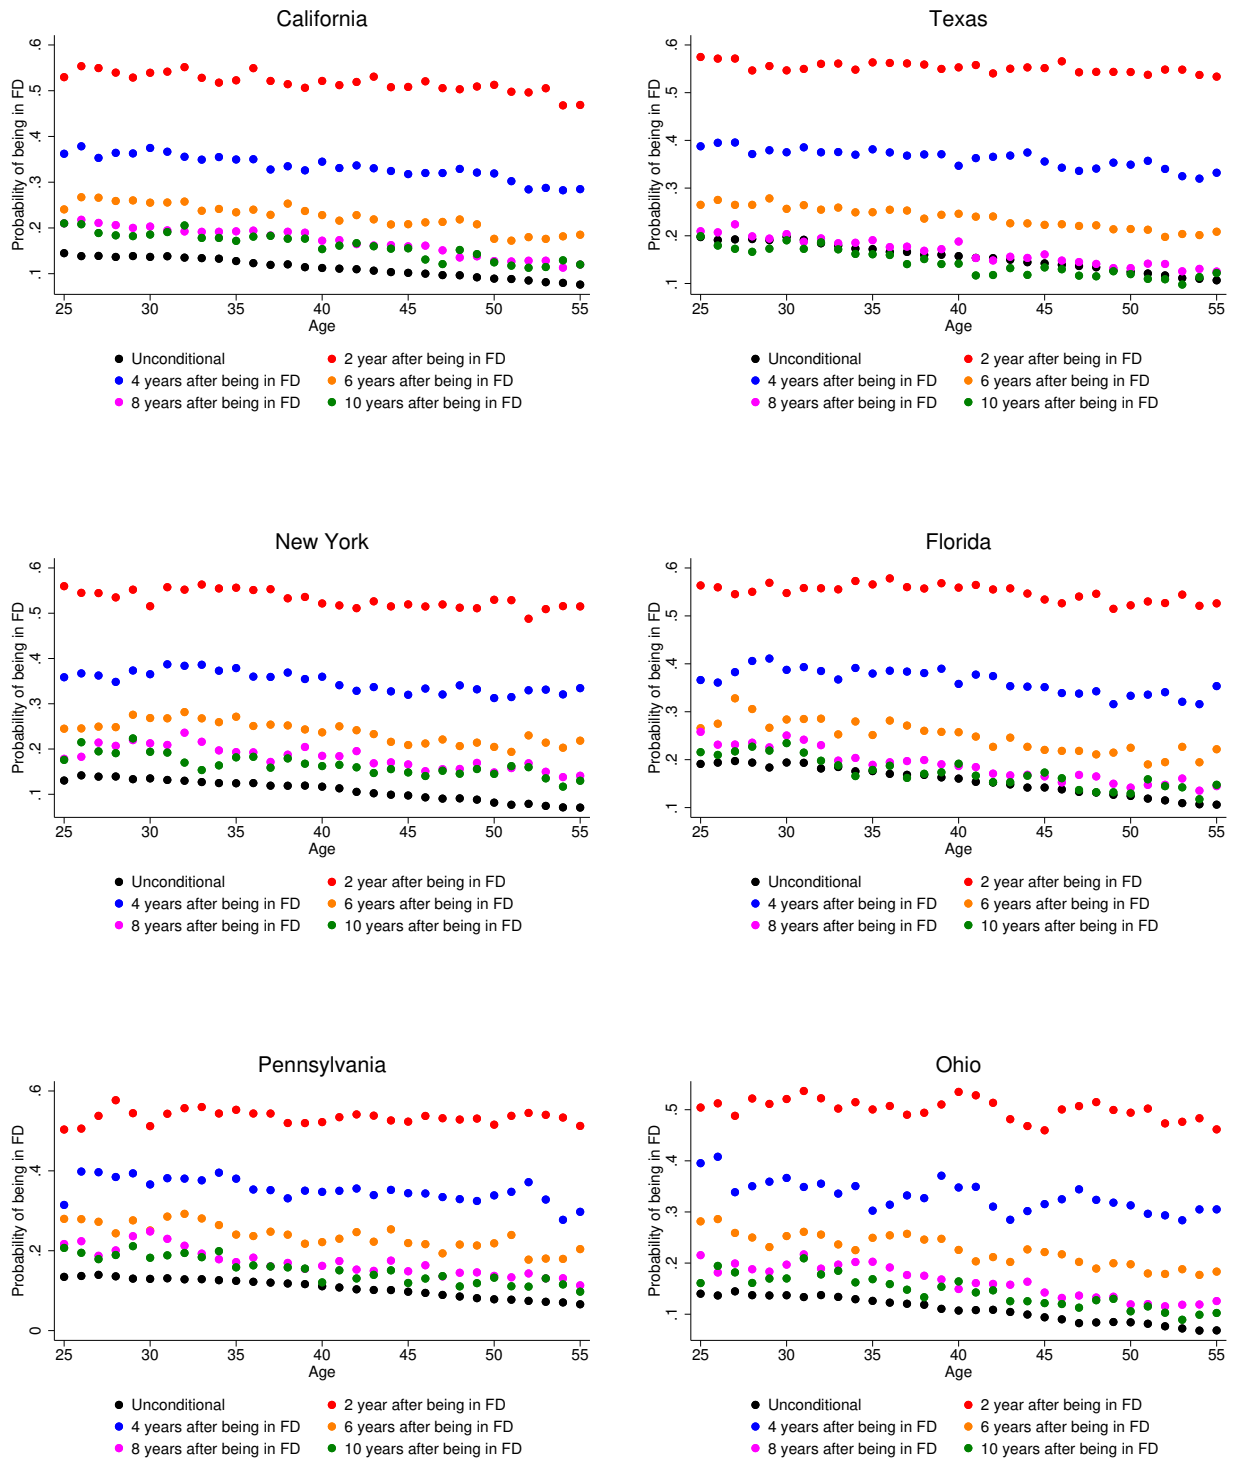 California
Probability of being in FD
.6
.5
.4
.3
.2
.1
25 30 35 40 45 50 55
Age
Unconditional 2 year after being in FD
4 years after being in FD 6 years after being in FD
8 years after being in FD 10 years after being in FD
Texas
Probability of being in FD
.6
.5
.4
.3
.2
.1
25 30 35 40 45 50 55
Age
Unconditional 2 year after being in FD
4 years after being in FD 6 years after being in FD
8 years after being in FD 10 years after being in FD
New York
Probability of being in FD
.6
.5
.4
.3
.2
.1
25 30 35 40 45 50 55
Age
Unconditional 2 year after being in FD
4 years after being in FD 6 years after being in FD
8 years after being in FD 10 years after being in FD
Florida
Probability of being in FD
.6
.5
.4
.3
.2
.1
25 30 35 40 45 50 55
Age
Unconditional 2 year after being in FD
4 years after being in FD 6 years after being in FD
8 years after being in FD 10 years after being in FD
Pennsylvania
Probability of being in FD
.6
.4
.2
0
25 30 35 40 45 50 55
Age
Unconditional 2 year after being in FD
4 years after being in FD 6 years after being in FD
8 years after being in FD 10 years after being in FD
Ohio
Probability of being in FD
.5
.4
.3
.2
.1
25 30 35 40 45 50 55
Age
Unconditional 2 year after being in FD
4 years after being in FD 6 years after being in FD
8 years after being in FD 10 years after being in FD